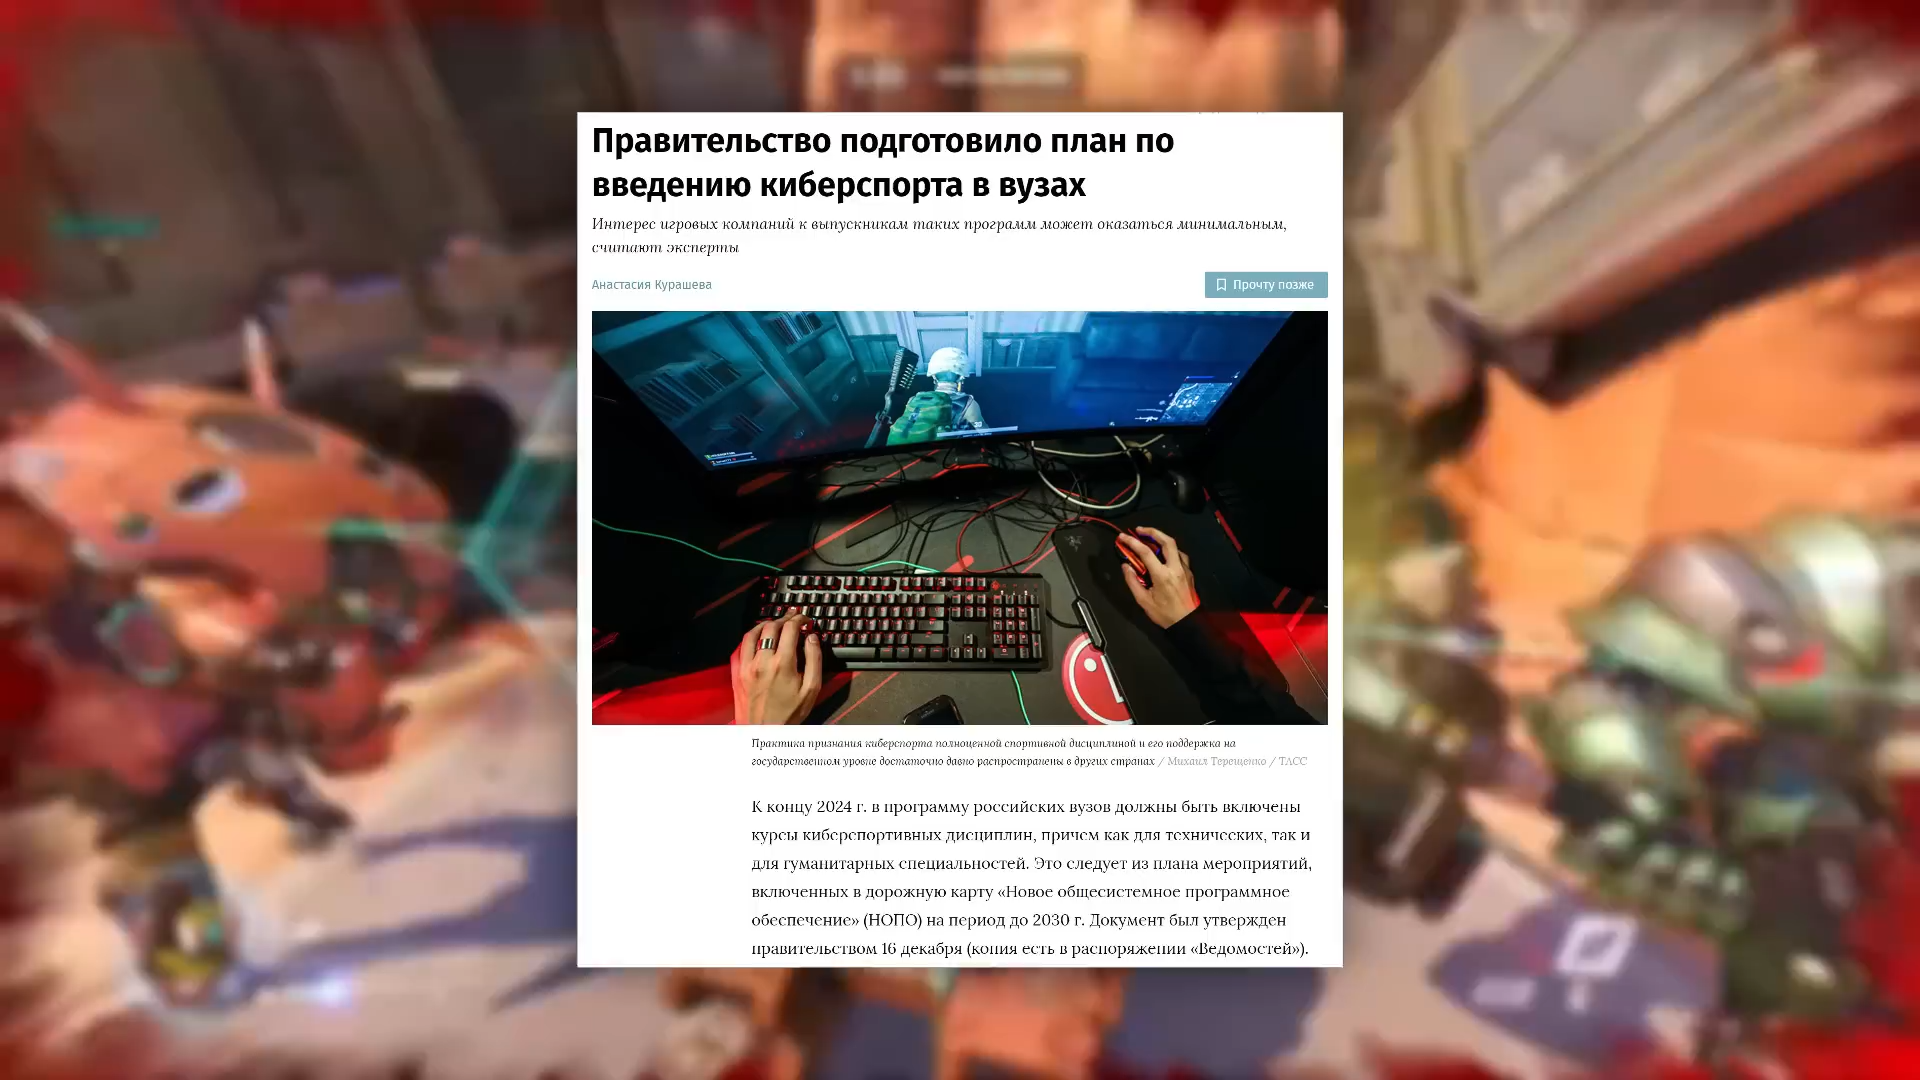 Правительство подготовило план по
введению киберспорта в вузах
Интерес игровых компаний к выпускникам таких программ может оказаться минимальным,
считают эксперты
Анастасия Курашева
Прочту позже
Практика признания киберспорта полноценной спортивной дисциплиной и его поддержка на
государственном уровне достаточно давно распространены в других странах / Михаил Терещенко / ТАСС
К концу 2024 г. в программу российских вузов должны быть включены
курсы киберспортивных дисциплин, причем как для технических, так и
для гуманитарных специальностей. Это следует из плана мероприятий,
включенных в дорожную карту «Новое общесистемное программное
обеспечение» (НОПО) на период до 2030 г. Документ был утвержден
правительством 16 декабря (копия есть в распоряжении «Ведомостей»).